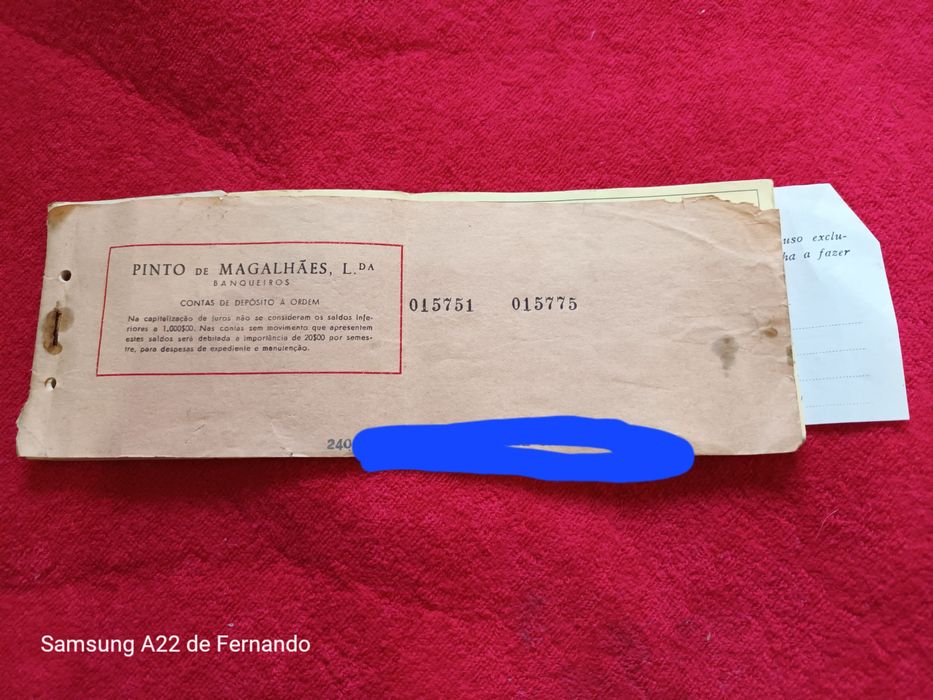 PINTO DE MAGALHÃES, L.DA
BANQUEIROS
CONTAS DE DEPÓSITO À ORDEM
Na capitalização de juros não se consideram os saldos infe-
riores a 1.000$00. Nas contas sem movimento que apresentem
estes saldos será debitada a importância de 20$00 por semes-
tre, para despesas de expediente e manutenção.
015751 015775
240
uso exclu-
ha a fazer
Samsung A22 de Fernando